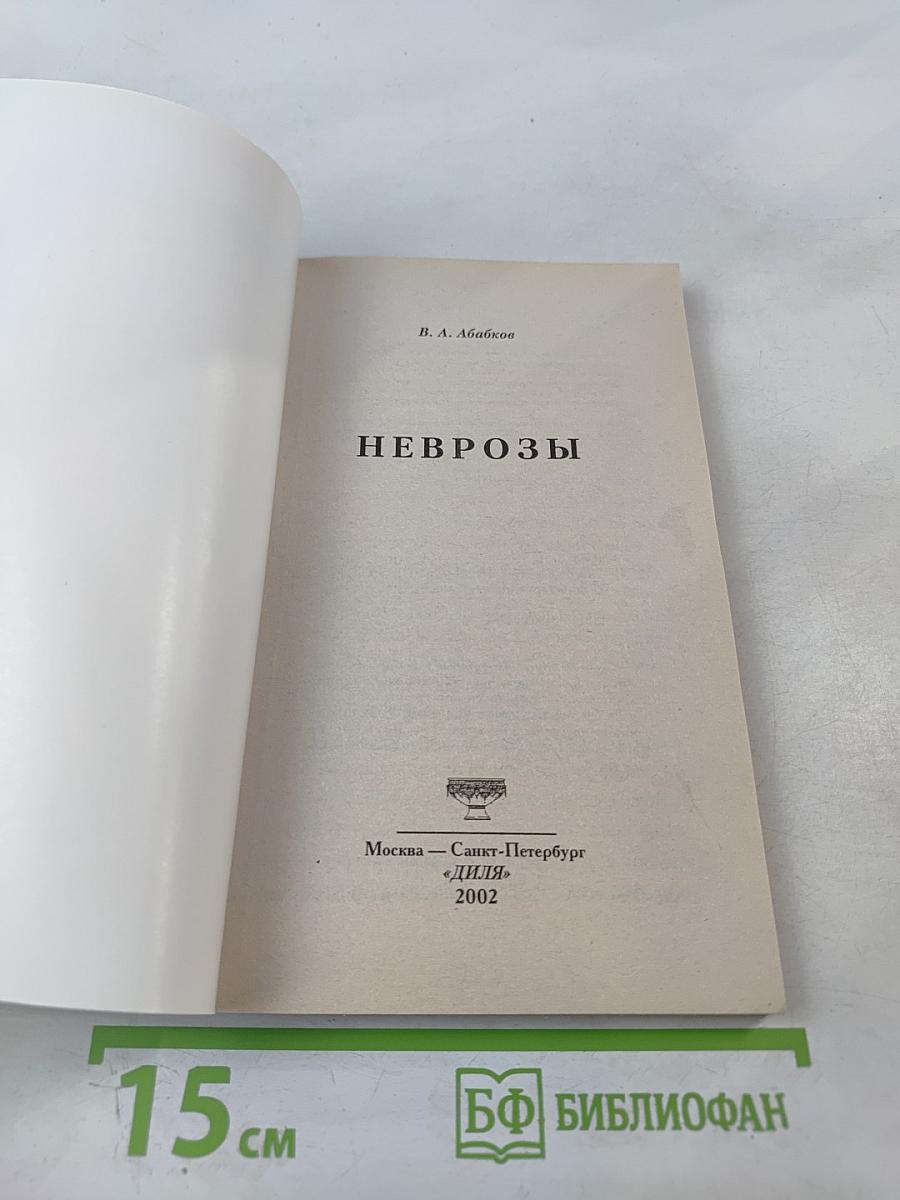 В. А. Абабков
НЕВРОЗЫ
Москва — Санкт-Петербург
«ДИЛЯ»
2002
15 см
БФ БИБЛИОФАН